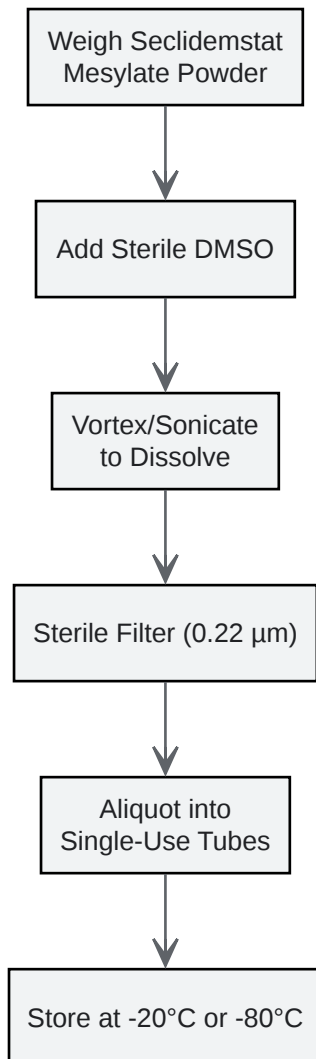 Weigh Seclidemstat
Mesylate Powder
Add Sterile DMSO
Vortex/Sonicate
to Dissolve
Sterile Filter (0.22 µm)
Aliquot into
Single-Use Tubes
Store at -20°C or -80°C